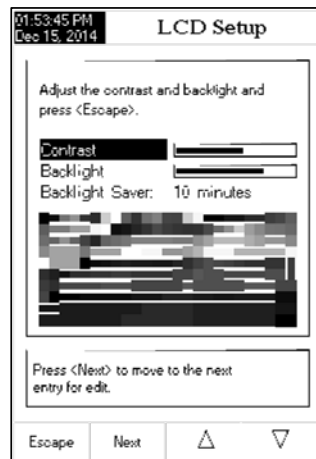 01:53:45 PM
Dec 15, 2014
LCD Setup
Adjust the contrast and backlight and
press <Escape>.
Contrast
Backlight
Backlight Saver: 10 minutes
Press <Next> to move to the next
entry for edit.
Escape Next △ ▽